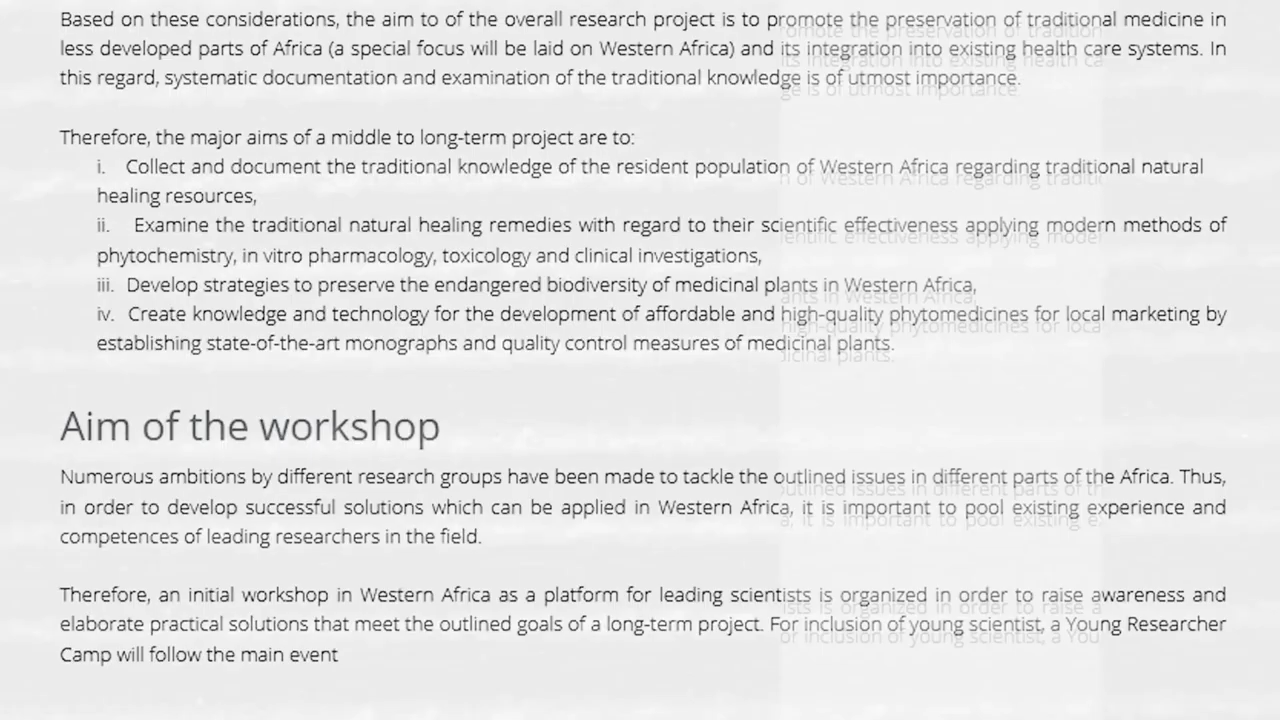 Based on these considerations, the aim to of the overall research project is to promote the preservation of traditional medicine in
less developed parts of Africa (a special focus will be laid on Western Africa) and its integration into existing health care systems. In
this regard, systematic documentation and examination of the traditional knowledge is of utmost importance.
Therefore, the major aims of a middle to long-term project are to:
i. Collect and document the traditional knowledge of the resident population of Western Africa regarding traditional natural
healing resources,
ii. Examine the traditional natural healing remedies with regard to their scientific effectiveness applying modern methods of
phytochemistry, in vitro pharmacology, toxicology and clinical investigations,
iii. Develop strategies to preserve the endangered biodiversity of medicinal plants in Western Africa,
iv. Create knowledge and technology for the development of affordable and high-quality phytomedicines for local marketing by
establishing state-of-the-art monographs and quality control measures of medicinal plants.
Aim of the workshop
Numerous ambitions by different research groups have been made to tackle the outlined issues in different parts of the Africa. Thus,
in order to develop successful solutions which can be applied in Western Africa, it is important to pool existing experience and
competences of leading researchers in the field.
Therefore, an initial workshop in Western Africa as a platform for leading scientists is organized in order to raise awareness and
elaborate practical solutions that meet the outlined goals of a long-term project. For inclusion of young scientist, a Young Researcher
Camp will follow the main event